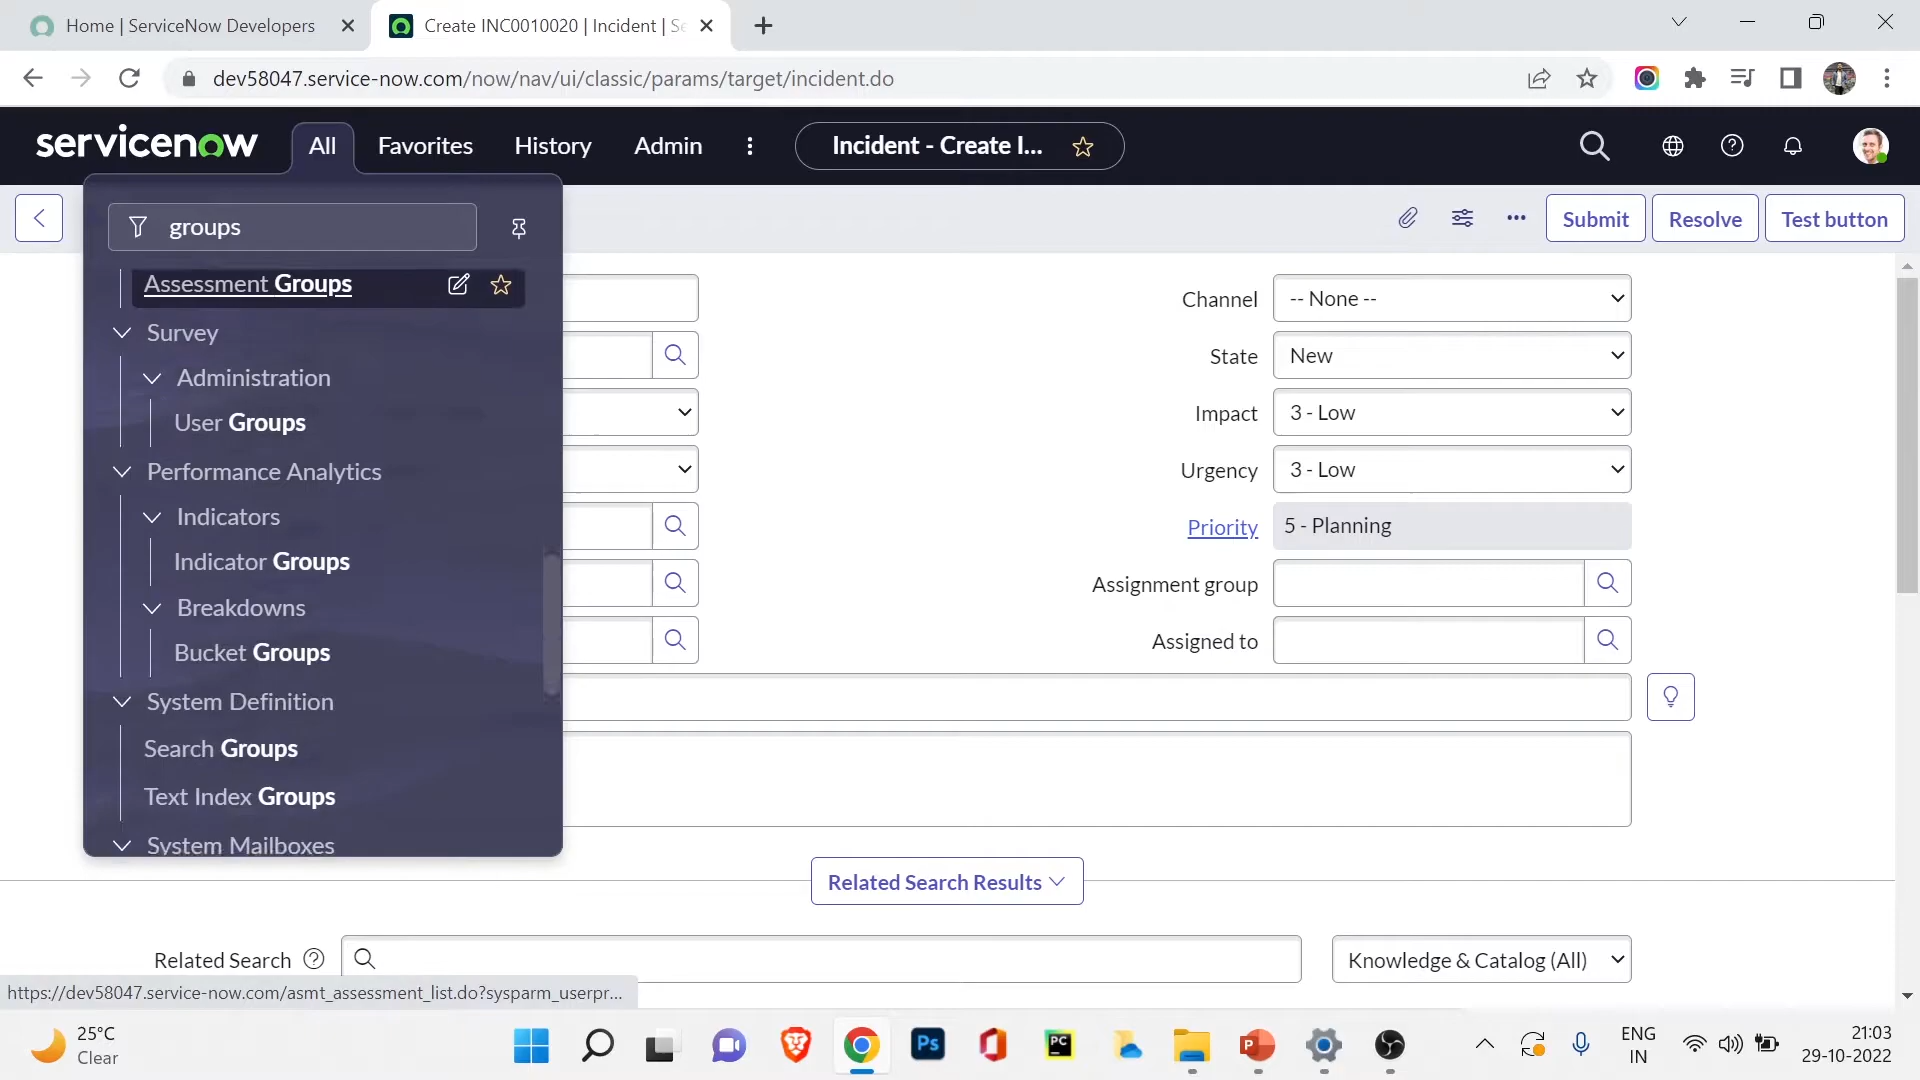 Home | ServiceNow Developers
Create INC0010020 | Incident | Se
dev58047.service-now.com/now/nav/ui/classic/params/target/incident.do
servicenow
All
Favorites
History
Admin
Incident - Create I...
groups
Submit
Resolve
Test button
Assessment Groups
Survey
Administration
User Groups
Performance Analytics
Indicators
Indicator Groups
Breakdowns
Bucket Groups
System Definition
Search Groups
Text Index Groups
System Mailboxes
Channel
-- None --
State
New
Impact
3 - Low
Urgency
3 - Low
Priority
5 - Planning
Assignment group
Assigned to
Related Search Results
Related Search
Knowledge & Catalog (All)
https://dev58047.service-now.com/asmt_assessment_list.do?sysparm_userpr...
25°C
Clear
Ps
PC
P
ENG
IN
21:03
29-10-2022